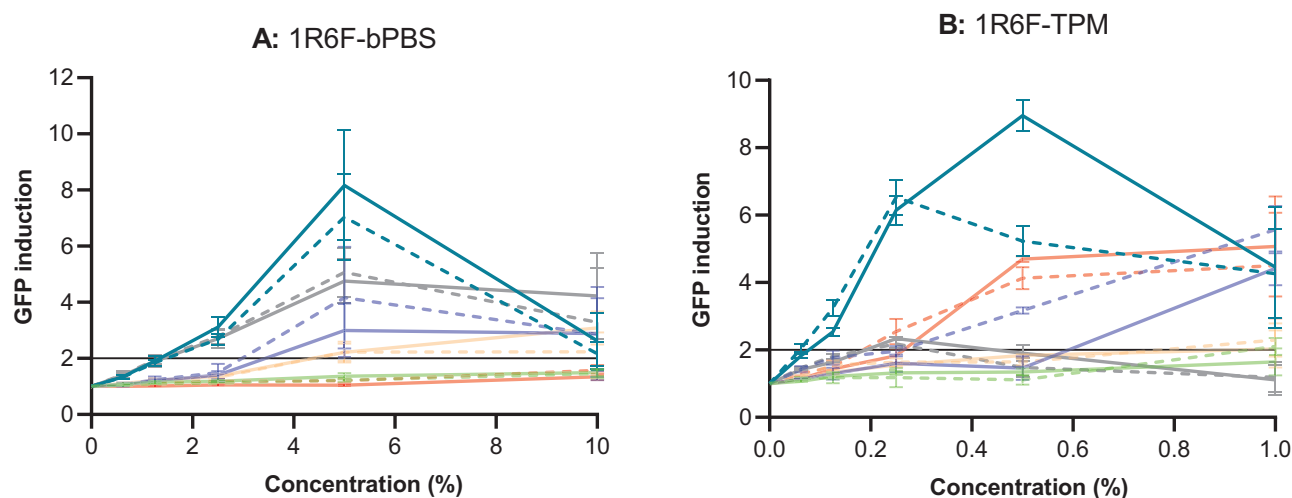 A: 1R6F-bPBS
12
10
8
6
4
2
0
GFP induction
0 2 4 6 8 10
Concentration (%)
B: 1R6F-TPM
10
8
6
4
2
0
GFP induction
0.0 0.2 0.4 0.6 0.8 1.0
Concentration (%)